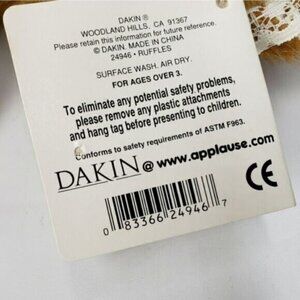 DAKIN ®
WOODLAND HILLS, CA 91367
Please retain this information for future reference.
© DAKIN. MADE IN CHINA
24946 • RUFFLES
SURFACE WASH. AIR DRY.
FOR AGES OVER 3.
To eliminate any potential safety problems,
please remove any plastic attachments
and hang tag before presenting to children.
Conforms to safety requirements of ASTM F963.
DAKIN @ www.applause.com
CE
0 83366 24946 7